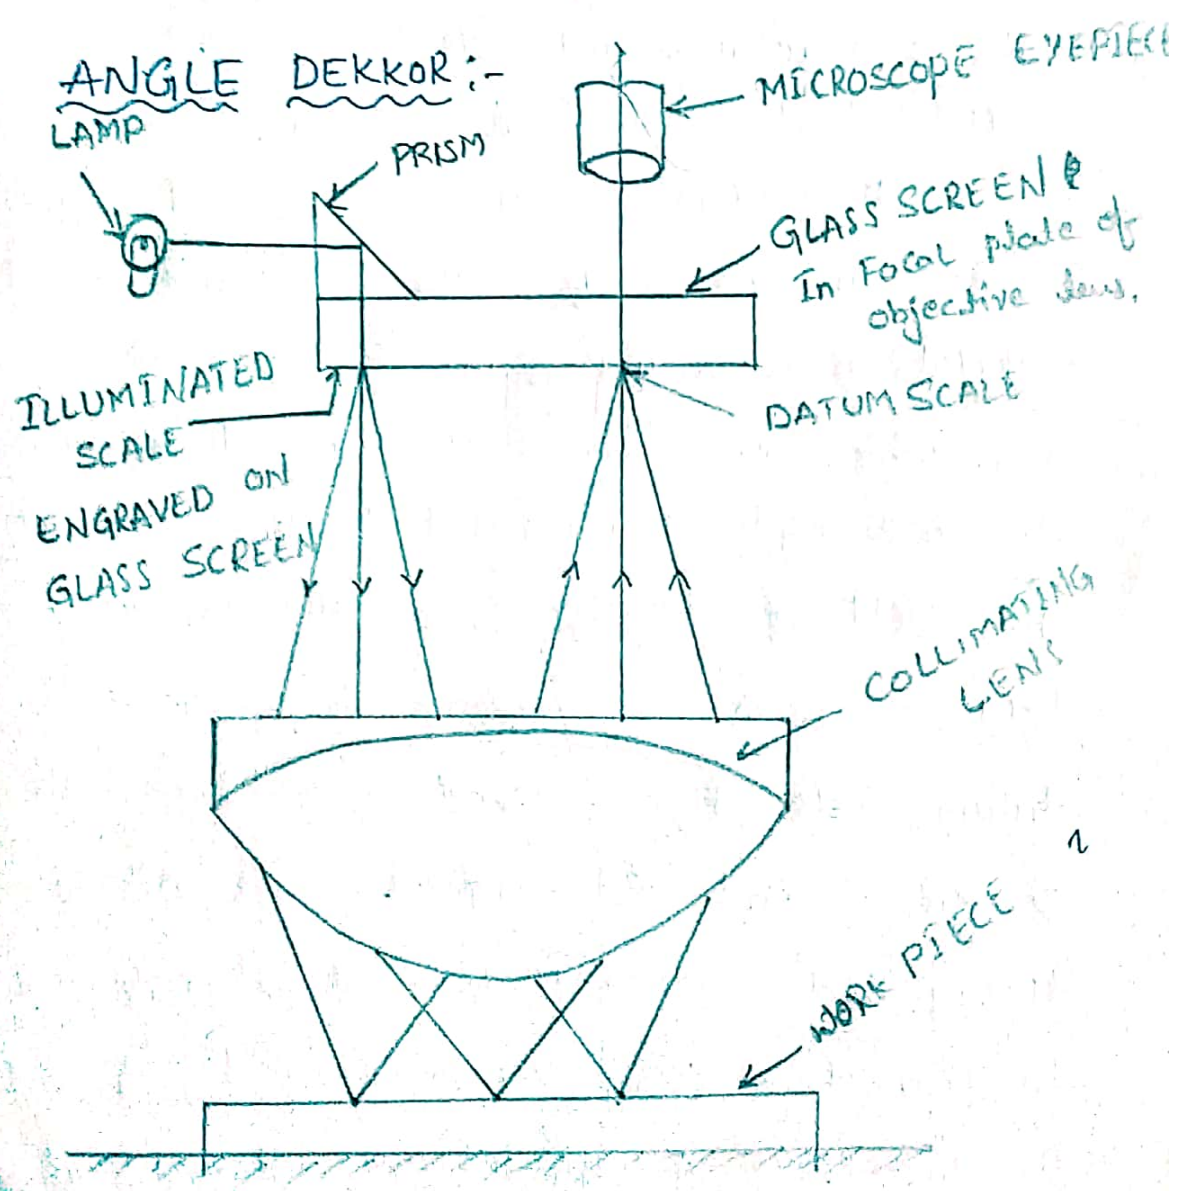 ANGLE DEKKOR :-
LAMP
PRISM
MICROSCOPE EYEPIECE
GLASS SCREEN
In Focal plate of
objective lens.
ILLUMINATED
SCALE
ENGRAVED ON
GLASS SCREEN
DATUM SCALE
COLLIMATING
LENS
WORK PIECE